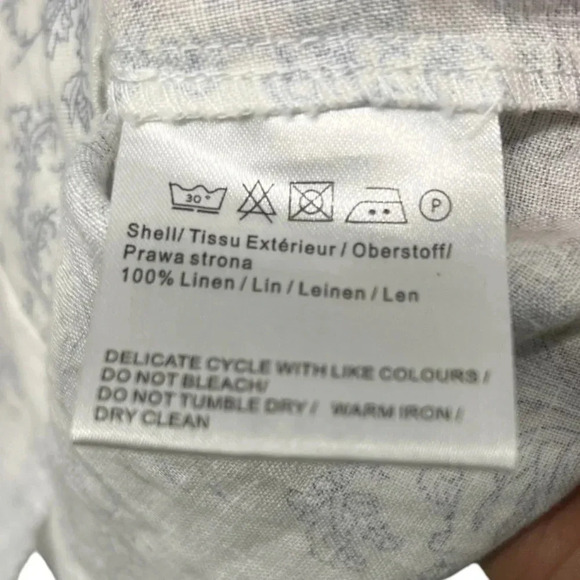 30° P
Shell/ Tissu Extérieur / Oberstoff/
Prawa strona
100% Linen / Lin / Leinen / Len
DELICATE CYCLE WITH LIKE COLOURS /
DO NOT BLEACH/
DO NOT TUMBLE DRY / WARM IRON /
DRY CLEAN